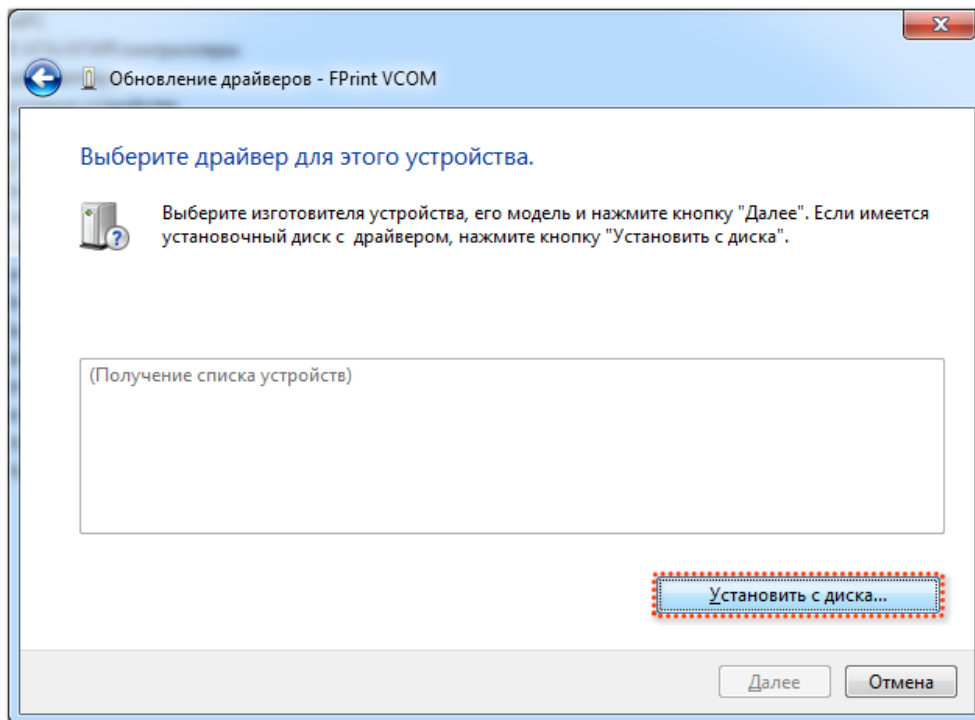 Обновление драйверов - FPrint VCOM
Выберите драйвер для этого устройства.
Выберите изготовителя устройства, его модель и нажмите кнопку "Далее". Если имеется
установочный диск с драйвером, нажмите кнопку "Установить с диска".
(Получение списка устройств)
Установить с диска...
Далее
Отмена